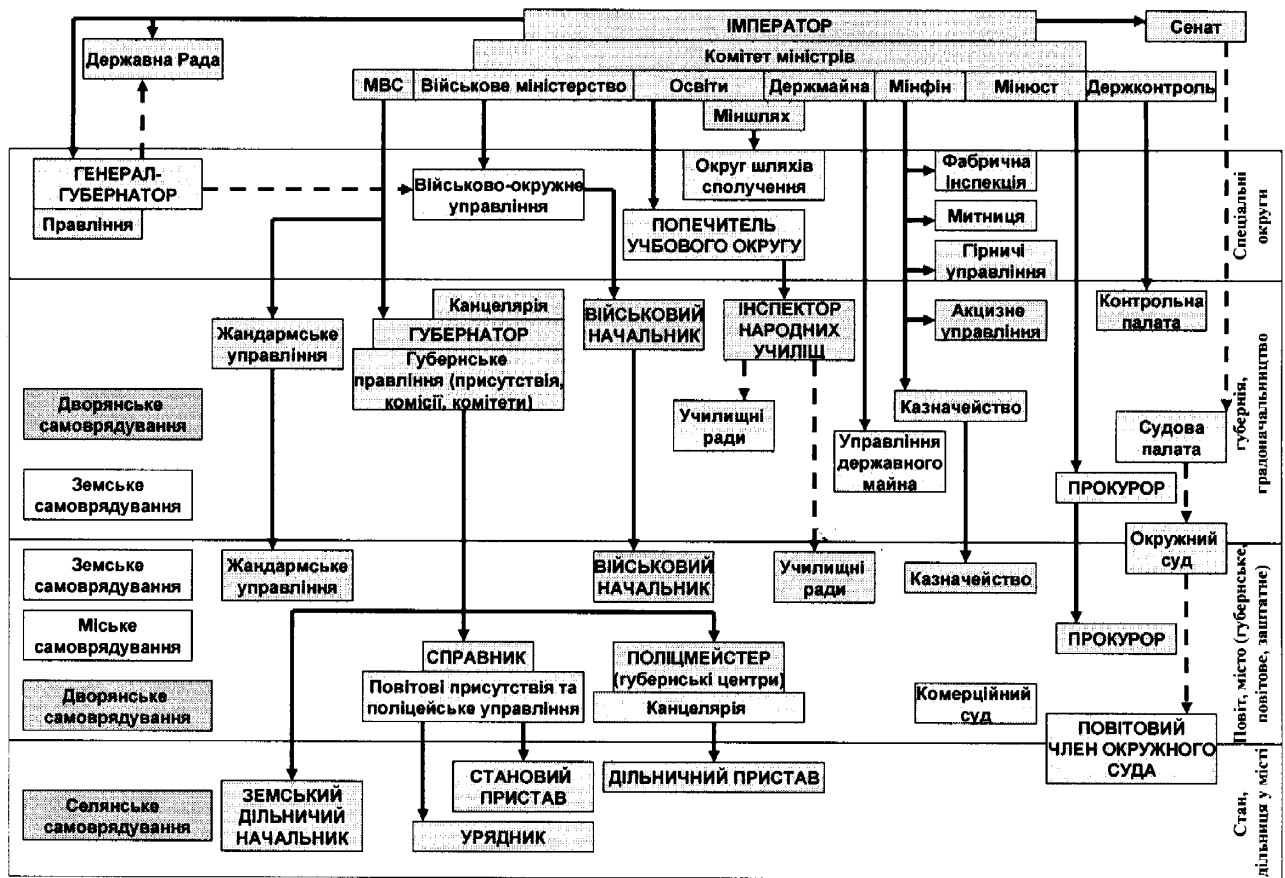 ІМПЕРАТОР
Сенат
Державна Рада
Комітет міністрів
МВС
Військове міністерство
Освіти
Держмайна
Мінфін
Мінюст
Держконтроль
Міншлях
ГЕНЕРАЛ-
ГУБЕРНАТОР
Правління
Військово-окружне
управління
Округ шляхів
сполучення
ПОПЕЧИТЕЛЬ
УЧБОВОГО ОКРУГУ
Фабрична
інспекція
Митниця
Гірничі
управління
Спеціальні
округи
Жандармське
управління
Канцелярія
ГУБЕРНАТОР
Губернське
правління (присутствія,
комісії, комітети)
ВІЙСЬКОВИЙ
НАЧАЛЬНИК
ІНСПЕКТОР
НАРОДНИХ
УЧИЛІЩ
Акцизне
управління
Контрольна
палата
Дворянське
самоврядування
Училищні
ради
Казначейство
Управління
державного
майна
Судова
палата
Земське
самоврядування
ПРОКУРОР
губернія,
градоначальництво
Земське
самоврядування
Жандармське
управління
ВІЙСЬКОВИЙ
НАЧАЛЬНИК
Училищні
ради
Казначейство
Окружний
суд
Міське
самоврядування
СПРАВНИК
Повітові присутствія та
поліцейське управління
ПОЛІЦМЕЙСТЕР
(губернські центри)
Канцелярія
ПРОКУРОР
Дворянське
самоврядування
Комерційний
суд
ПОВІТОВИЙ
ЧЛЕН ОКРУЖНОГО
СУДА
Повіт, місто (губернське,
повітове, заштатне)
Селянське
самоврядування
ЗЕМСЬКИЙ
ДІЛЬНИЧИЙ
НАЧАЛЬНИК
СТАНОВИЙ
ПРИСТАВ
УРЯДНИК
ДІЛЬНИЧНИЙ ПРИСТАВ
Стан,
дільниця у місті